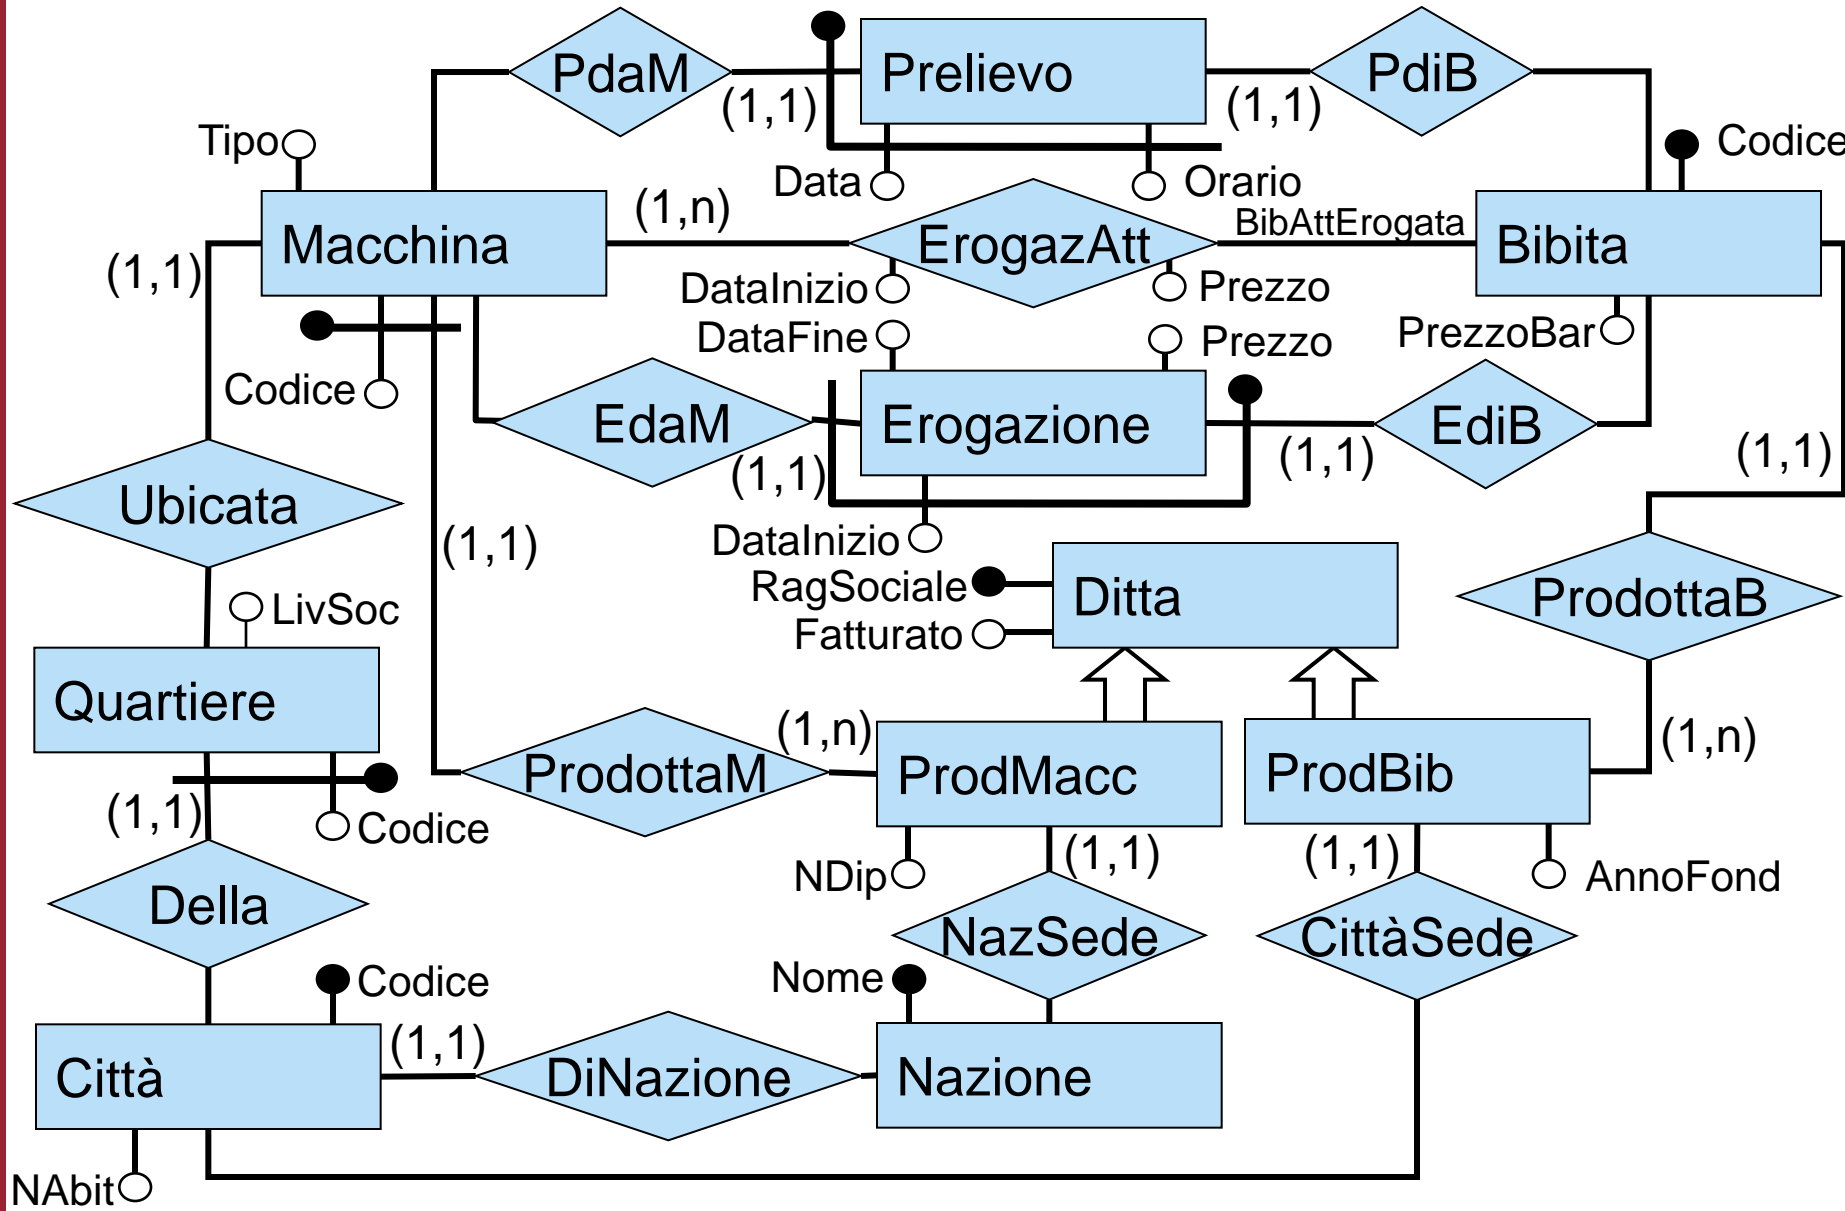 PdaM
Prelievo
PdiB
(1,1)
(1,1)
Tipo
Codice
Data
Orario
(1,n)
BibAttErogata
Macchina
ErogazAtt
Bibita
(1,1)
DataInizio
Prezzo
DataFine
Prezzo
PrezzoBar
Codice
EdaM
Erogazione
EdiB
(1,1)
(1,1)
(1,1)
Ubicata
(1,1)
DataInizio
RagSociale
Ditta
ProdottaB
LivSoc
Fatturato
Quartiere
(1,n)
(1,n)
ProdottaM
ProdMacc
ProdBib
(1,1)
Codice
(1,1)
(1,1)
NDip
AnnoFond
Della
NazSede
CittàSede
Codice
Nome
(1,1)
Città
DiNazione
Nazione
NAbit